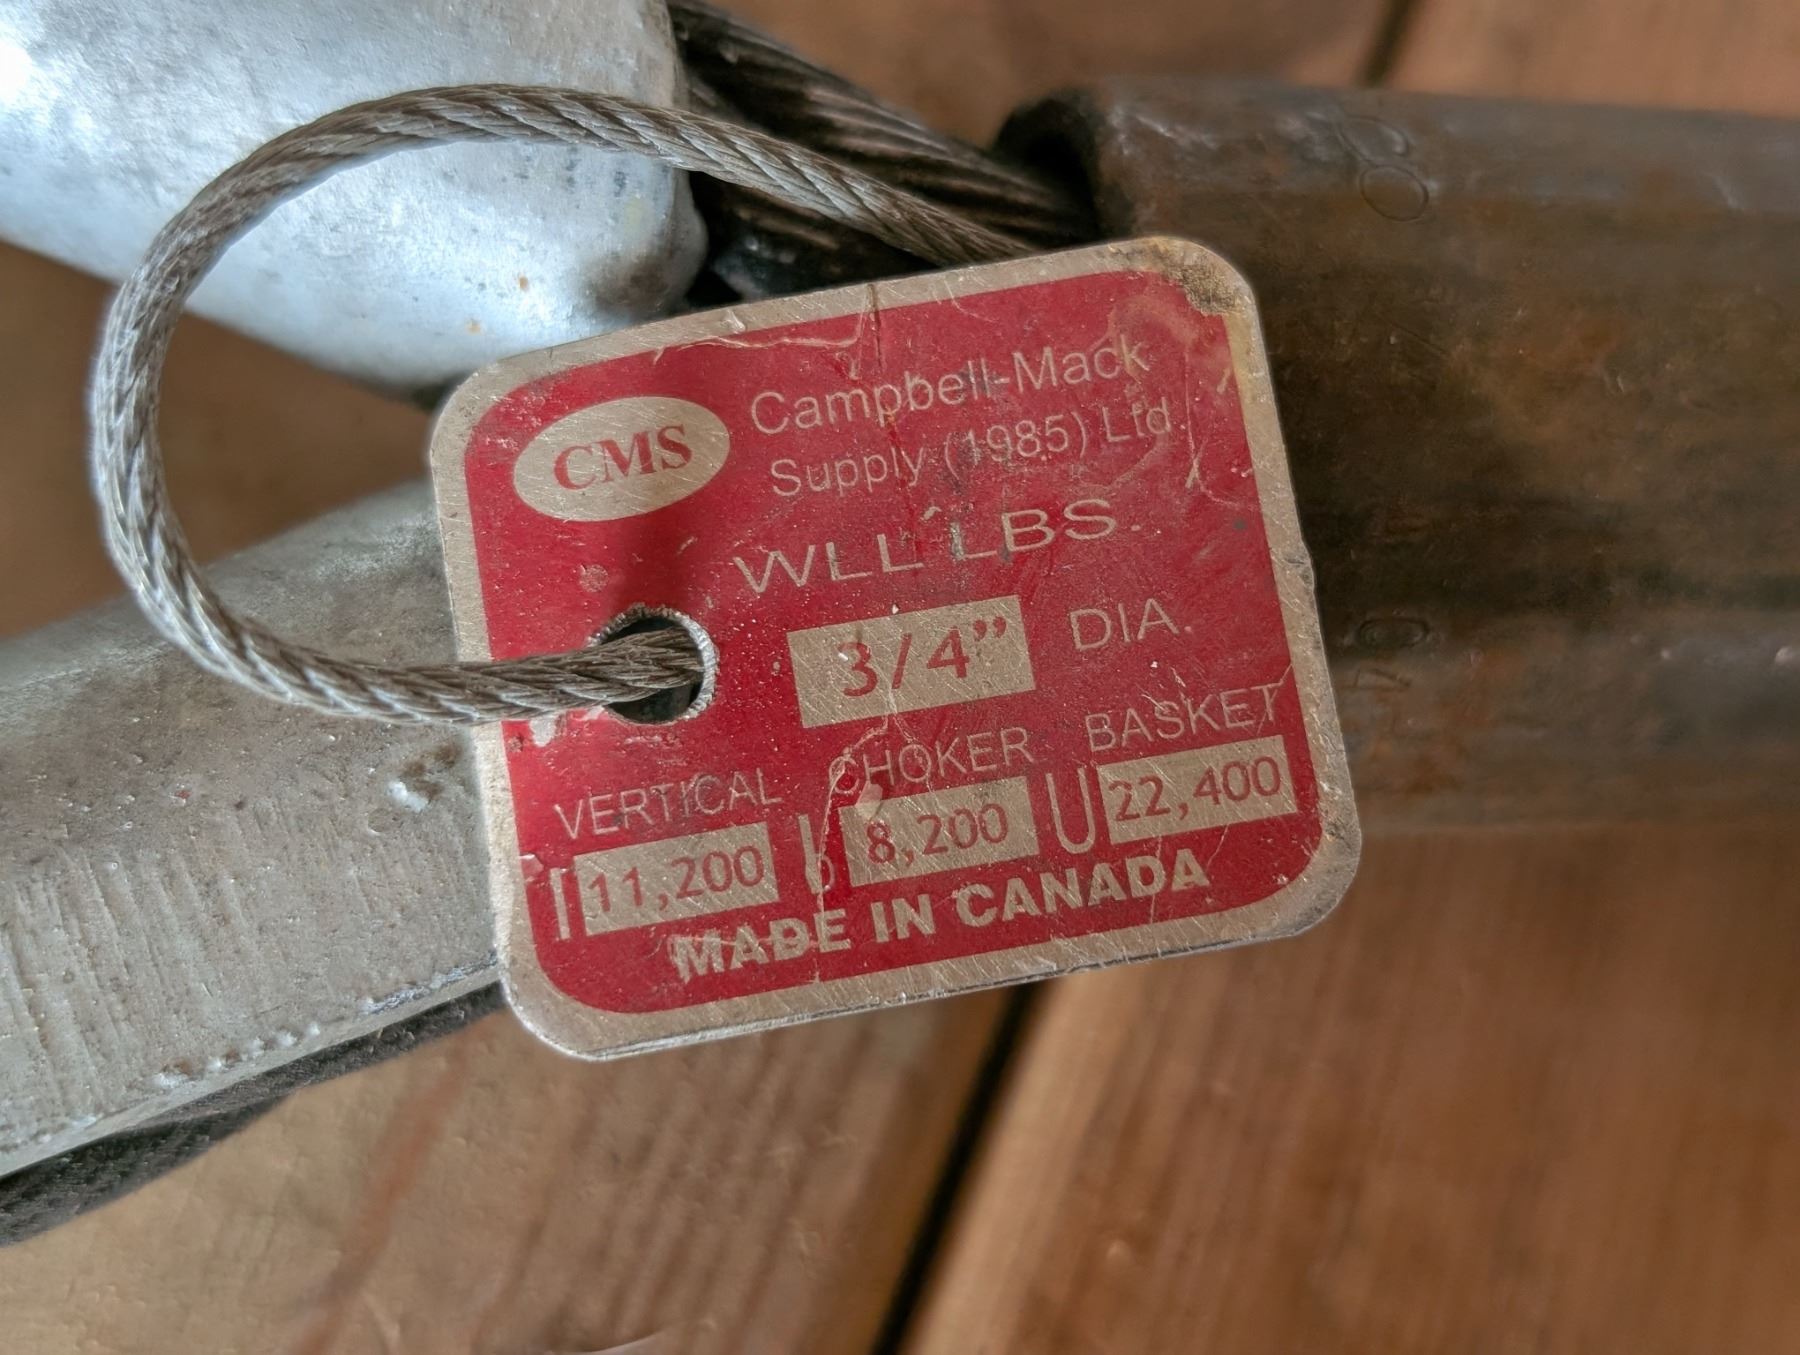 CMS
Campbell-Mack
Supply (1985) Ltd.
WLL LBS.
3/4” DIA.
VERTICAL CHOKER BASKET
11,200 8,200 22,400
MADE IN CANADA